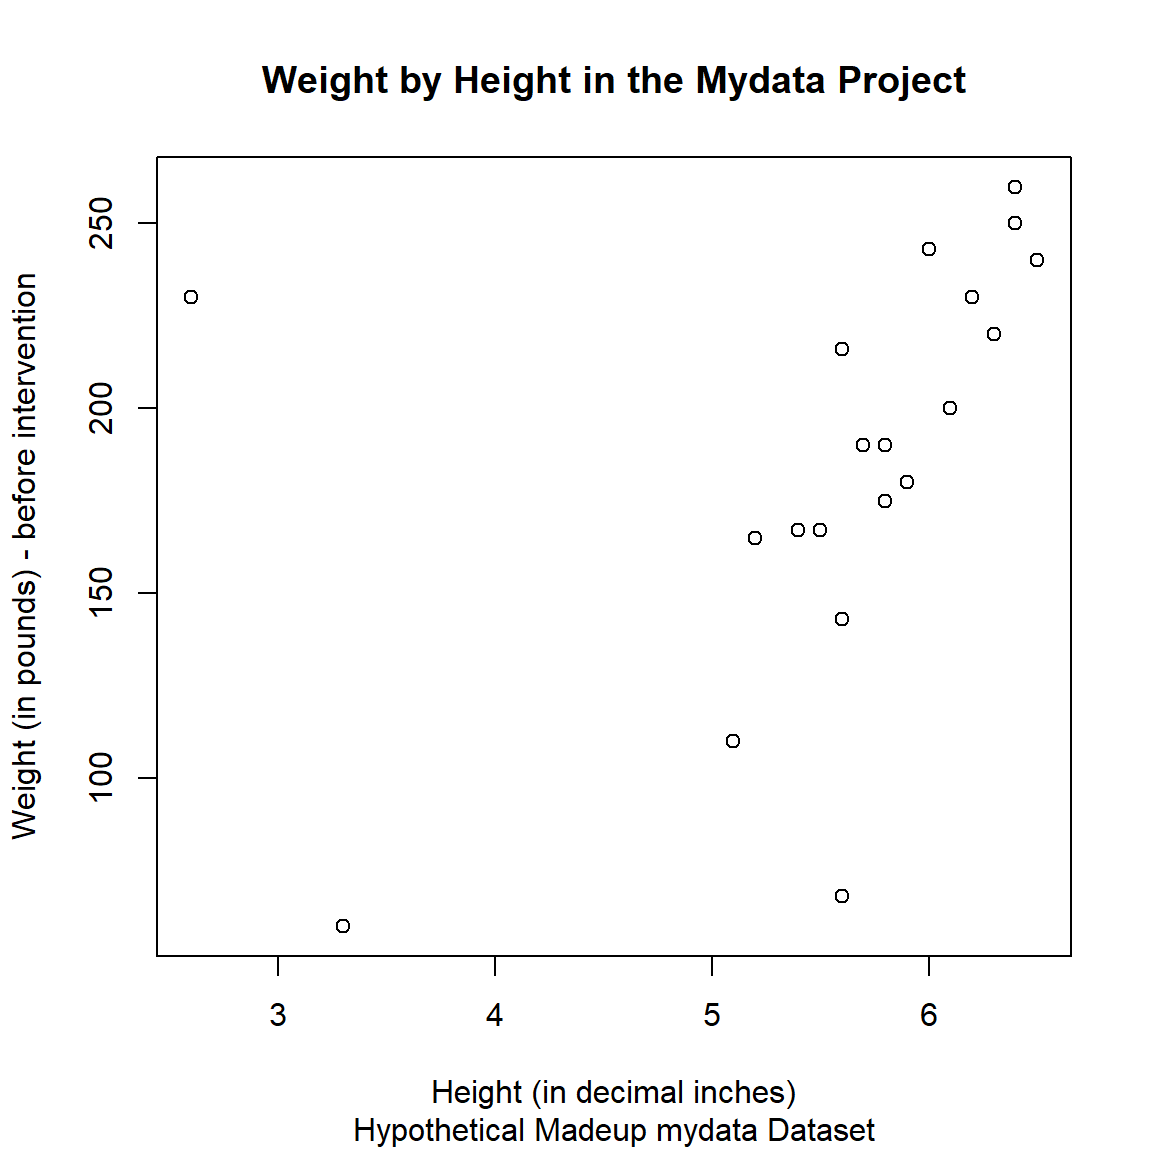 Weight by Height in the Mydata Project
Weight (in pounds) - before intervention
250
200
150
100
3 4 5 6
Height (in decimal inches)
Hypothetical Madeup mydata Dataset